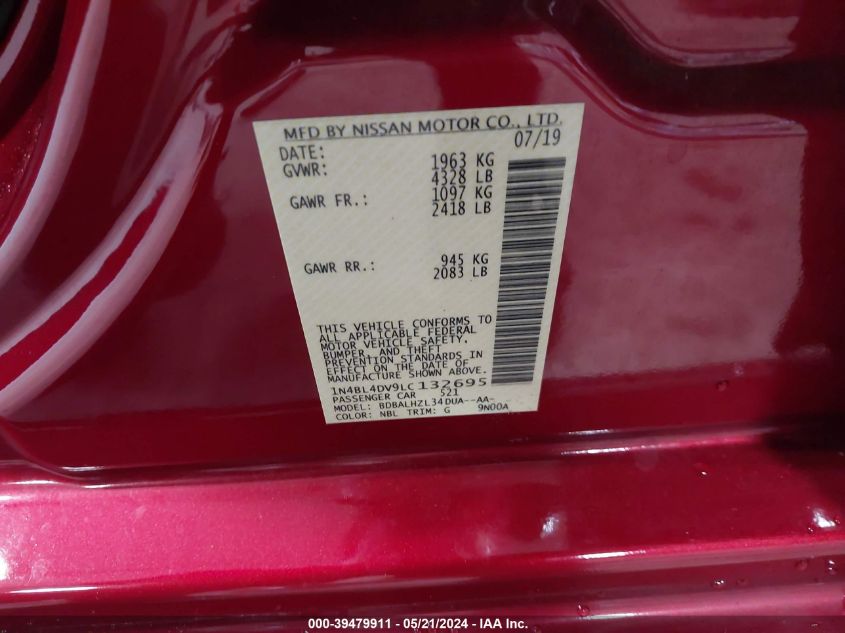 MFD BY NISSAN MOTOR CO., LTD.
DATE: 07/19
GVWR: 1963 KG
4328 LB
GAWR FR.: 1097 KG
2418 LB
GAWR RR.: 945 KG
2083 LB
THIS VEHICLE CONFORMS TO
ALL APPLICABLE FEDERAL
MOTOR VEHICLE SAFETY,
BUMPER, AND THEFT
PREVENTION STANDARDS IN
EFFECT ON THE DATE OF
MANUFACTURE SHOWN ABOVE.
1N4BL4DV9LC132695
PASSENGER CAR 521
MODEL: BDBALHZL34DUA--AA-
COLOR: NBL TRIM: G 9N00A
000-39479911 - 05/21/2024 - IAA Inc.